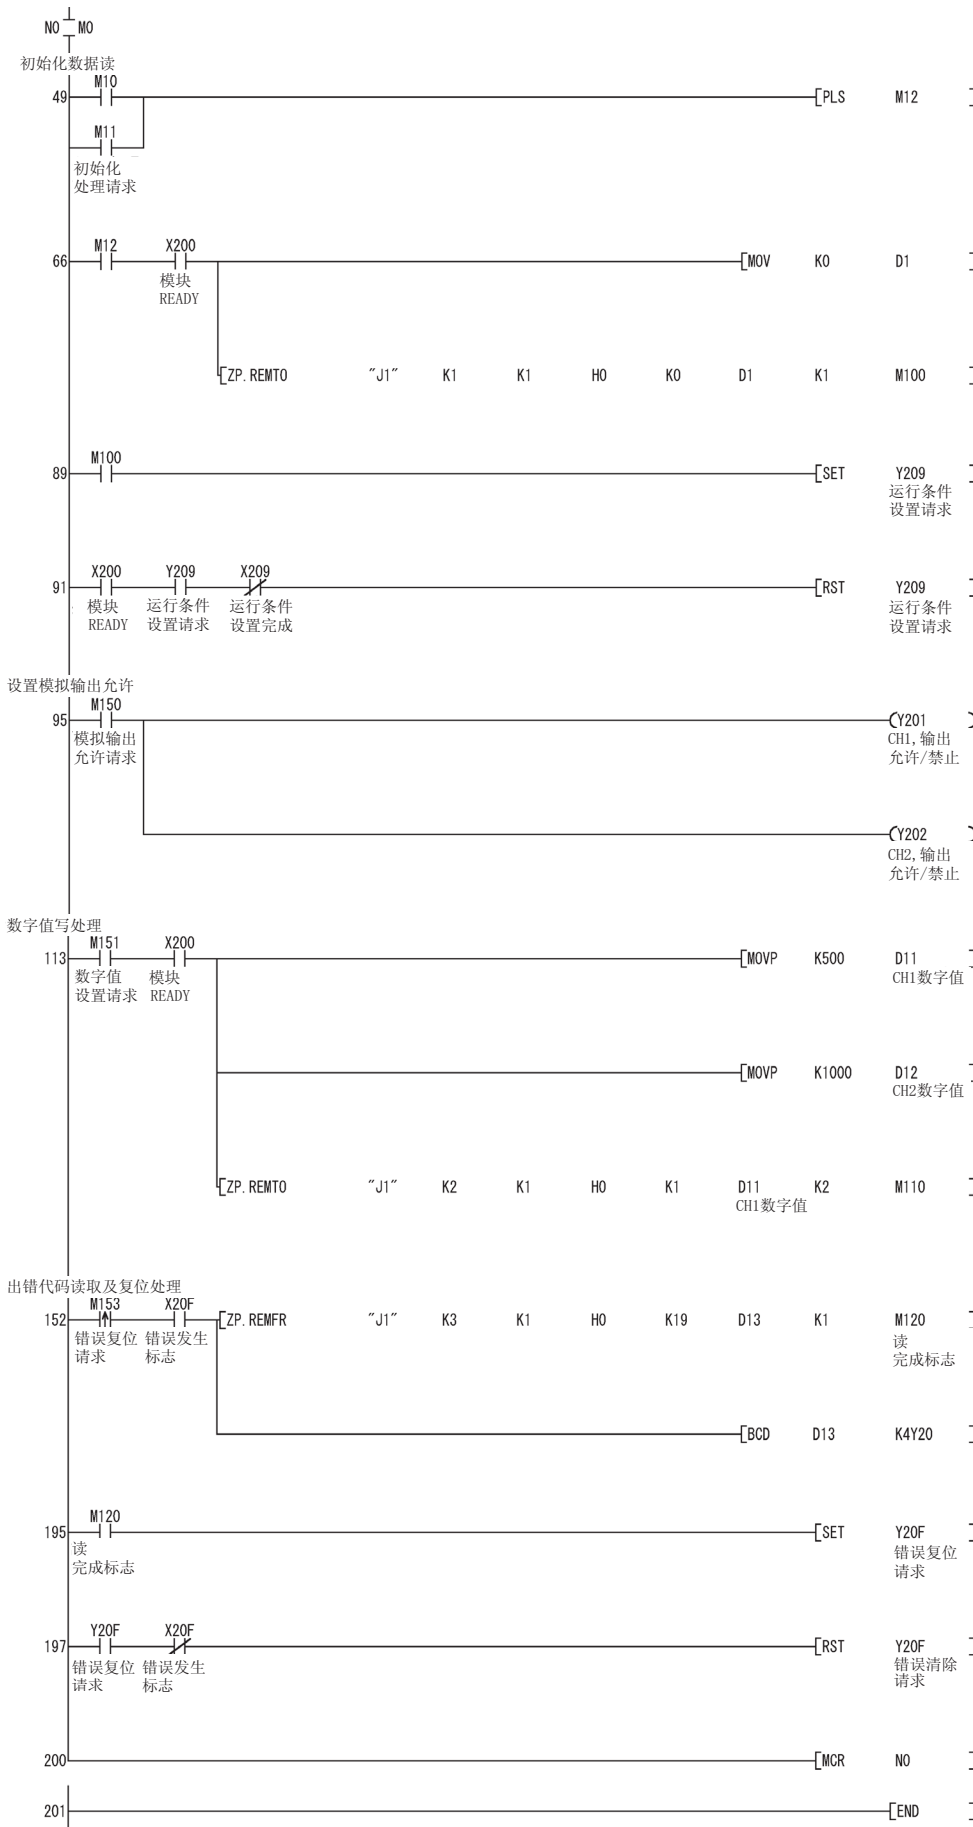 N0 M0
初始化数据读
M10
49 PLS M12
M11
初始化
处理请求
M12 X200
66 MOV K0 D1
模块
READY
ZP.REMTO "J1" K1 K1 H0 K0 D1 K1 M100
M100
89 SET Y209
运行条件
设置请求
X200 Y209 X209
91 RST Y209
模块 运行条件 运行条件 运行条件
READY 设置请求 设置完成 设置请求
设置模拟输出允许
M150
95 Y201
模拟输出 CH1,输出
允许请求 允许/禁止
Y202
CH2,输出
允许/禁止
数字值写处理
M151 X200
113 MOVP K500 D11
数字值 模块 CH1数字值
设置请求 READY
MOVP K1000 D12
CH2数字值
ZP.REMTO "J1" K2 K1 H0 K1 D11 K2 M110
CH1数字值
出错代码读取及复位处理
M153 X20F
152 ZP.REMFR "J1" K3 K1 H0 K19 D13 K1 M120
错误复位 错误发生 读
请求 标志 完成标志
BCD D13 K4Y20
M120
195 SET Y20F
读 错误复位
完成标志 请求
Y20F X20F
197 RST Y20F
错误复位 错误发生 错误清除
请求 标志 请求
200 MCR N0
201 END